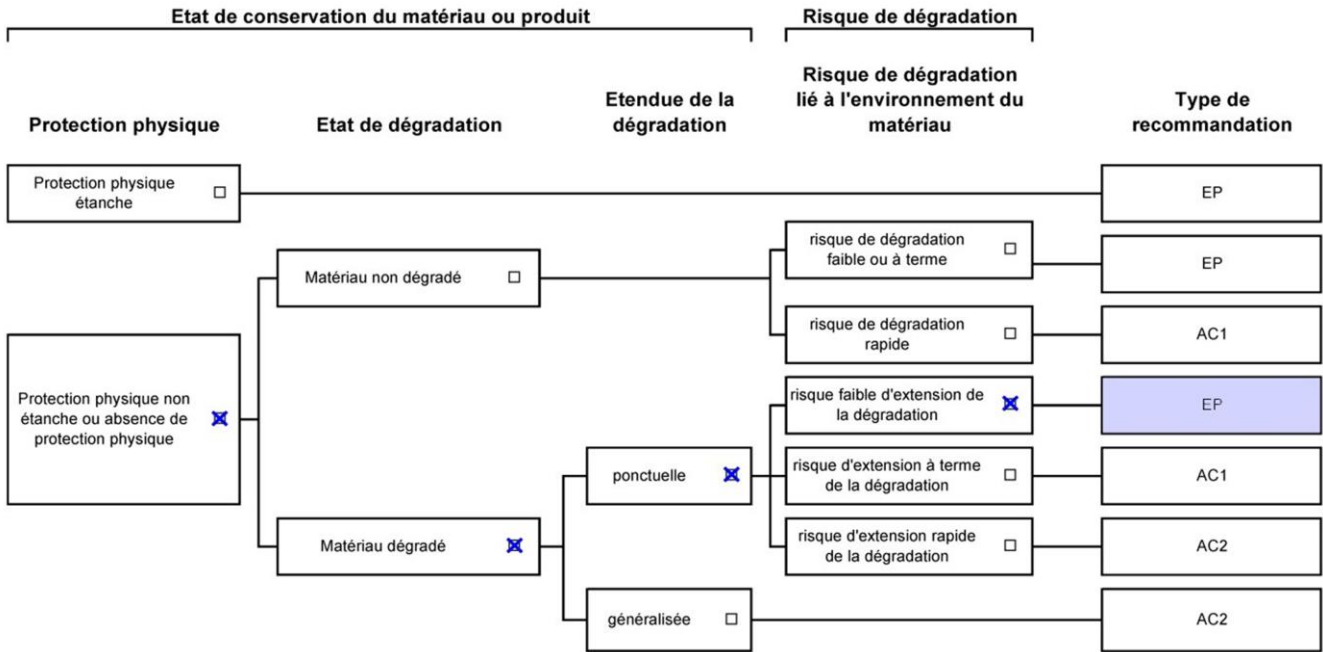 Etat de conservation du matériau ou produit
Risque de dégradation
Protection physique
Etat de dégradation
Etendue de la
dégradation
Risque de dégradation
lié à l'environnement du
matériau
Type de
recommandation
Protection physique
étanche
EP
Matériau non dégradé
risque de dégradation
faible ou à terme
EP
risque de dégradation
rapide
AC1
Protection physique non
étanche ou absence de
protection physique
risque faible d'extension de
la dégradation
EP
ponctuelle
risque d'extension à terme
de la dégradation
AC1
Matériau dégradé
risque d'extension rapide
de la dégradation
AC2
généralisée
AC2